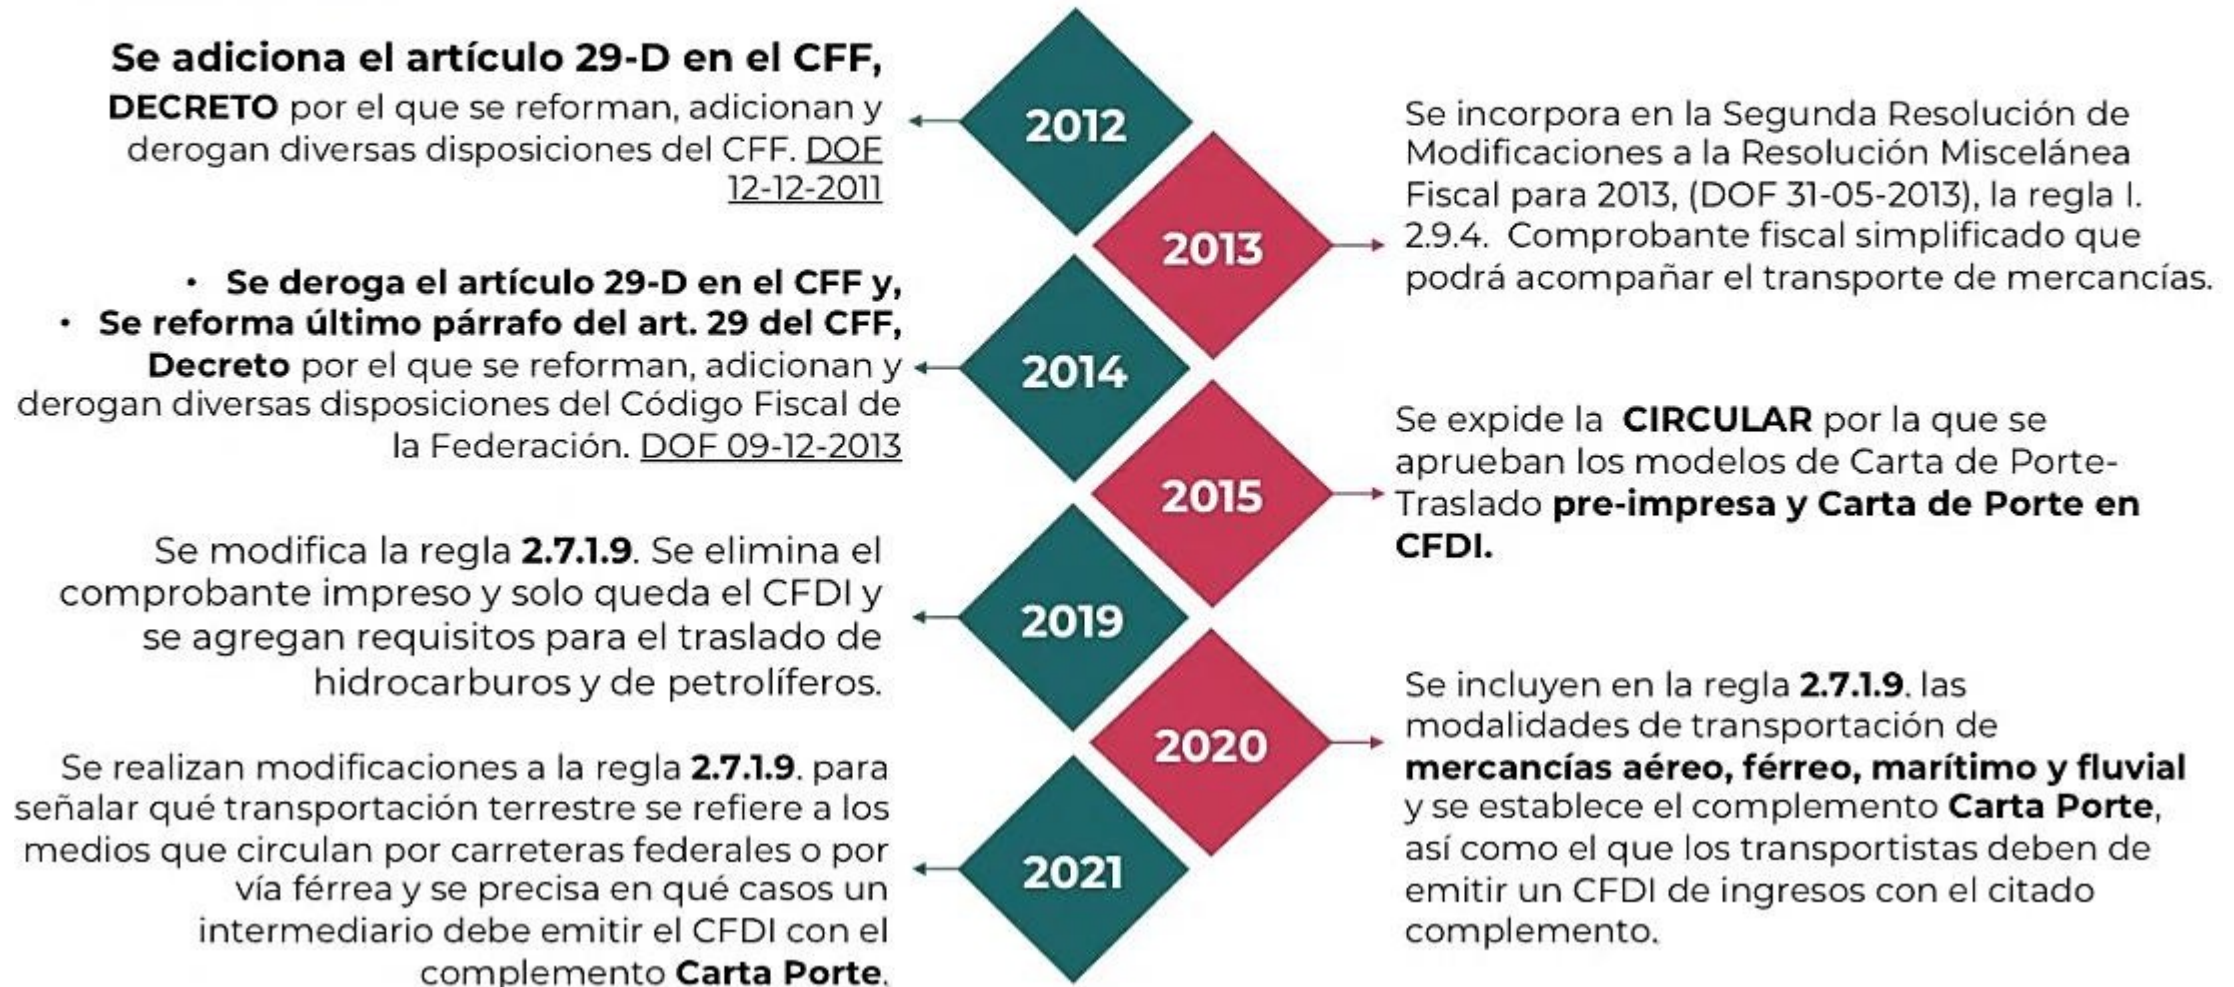 2012
Se adiciona el artículo 29-D en el CFF,
DECRETO por el que se reforman, adicionan y
derogan diversas disposiciones del CFF. DOF
12-12-2011
2013
Se incorpora en la Segunda Resolución de
Modificaciones a la Resolución Miscelánea
Fiscal para 2013, (DOF 31-05-2013), la regla I.
2.9.4. Comprobante fiscal simplificado que
podrá acompañar el transporte de mercancías.
2014
• Se deroga el artículo 29-D en el CFF y,
• Se reforma último párrafo del art. 29 del CFF,
Decreto por el que se reforman, adicionan y
derogan diversas disposiciones del Código Fiscal de
la Federación. DOF 09-12-2013
2015
Se expide la CIRCULAR por la que se
aprueban los modelos de Carta de Porte-
Traslado pre-impresa y Carta de Porte en
CFDI.
2019
Se modifica la regla 2.7.1.9. Se elimina el
comprobante impreso y solo queda el CFDI y
se agregan requisitos para el traslado de
hidrocarburos y de petrolíferos.
2020
Se incluyen en la regla 2.7.1.9. las
modalidades de transportación de
mercancías aéreo, férreo, marítimo y fluvial
y se establece el complemento Carta Porte,
así como el que los transportistas deben de
emitir un CFDI de ingresos con el citado
complemento.
2021
Se realizan modificaciones a la regla 2.7.1.9. para
señalar qué transportación terrestre se refiere a los
medios que circulan por carreteras federales o por
vía férrea y se precisa en qué casos un
intermediario debe emitir el CFDI con el
complemento Carta Porte.